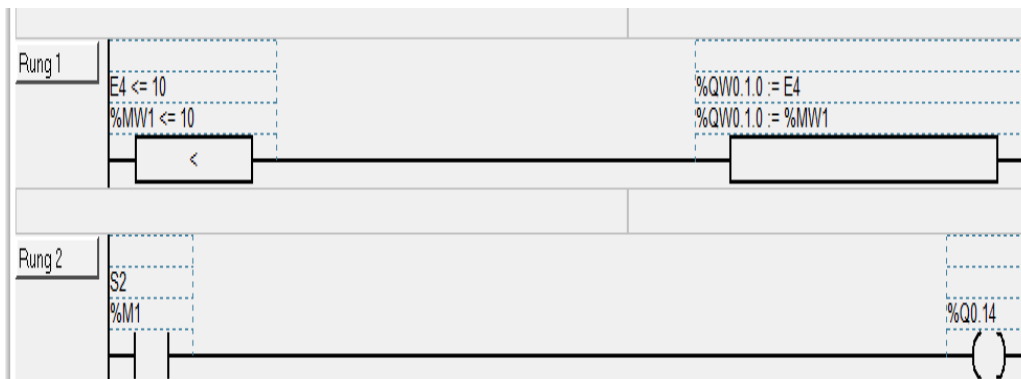 Rung 1
E4 <= 10
%MW1 <= 10
<
%QW0.1.0 := E4
%QW0.1.0 := %MW1
Rung 2
S2
%M1
%Q0.14